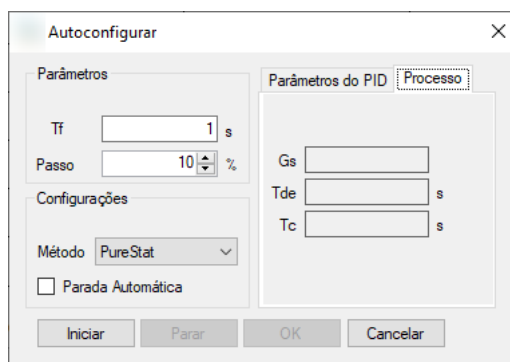 Autoconfigurar
Parâmetros
Tf 1 s
Passo 10 %
Configurações
Método PureStat
Parada Automática
Parâmetros do PID Processo
Gs
Tde s
Tc s
Iniciar Parar OK Cancelar